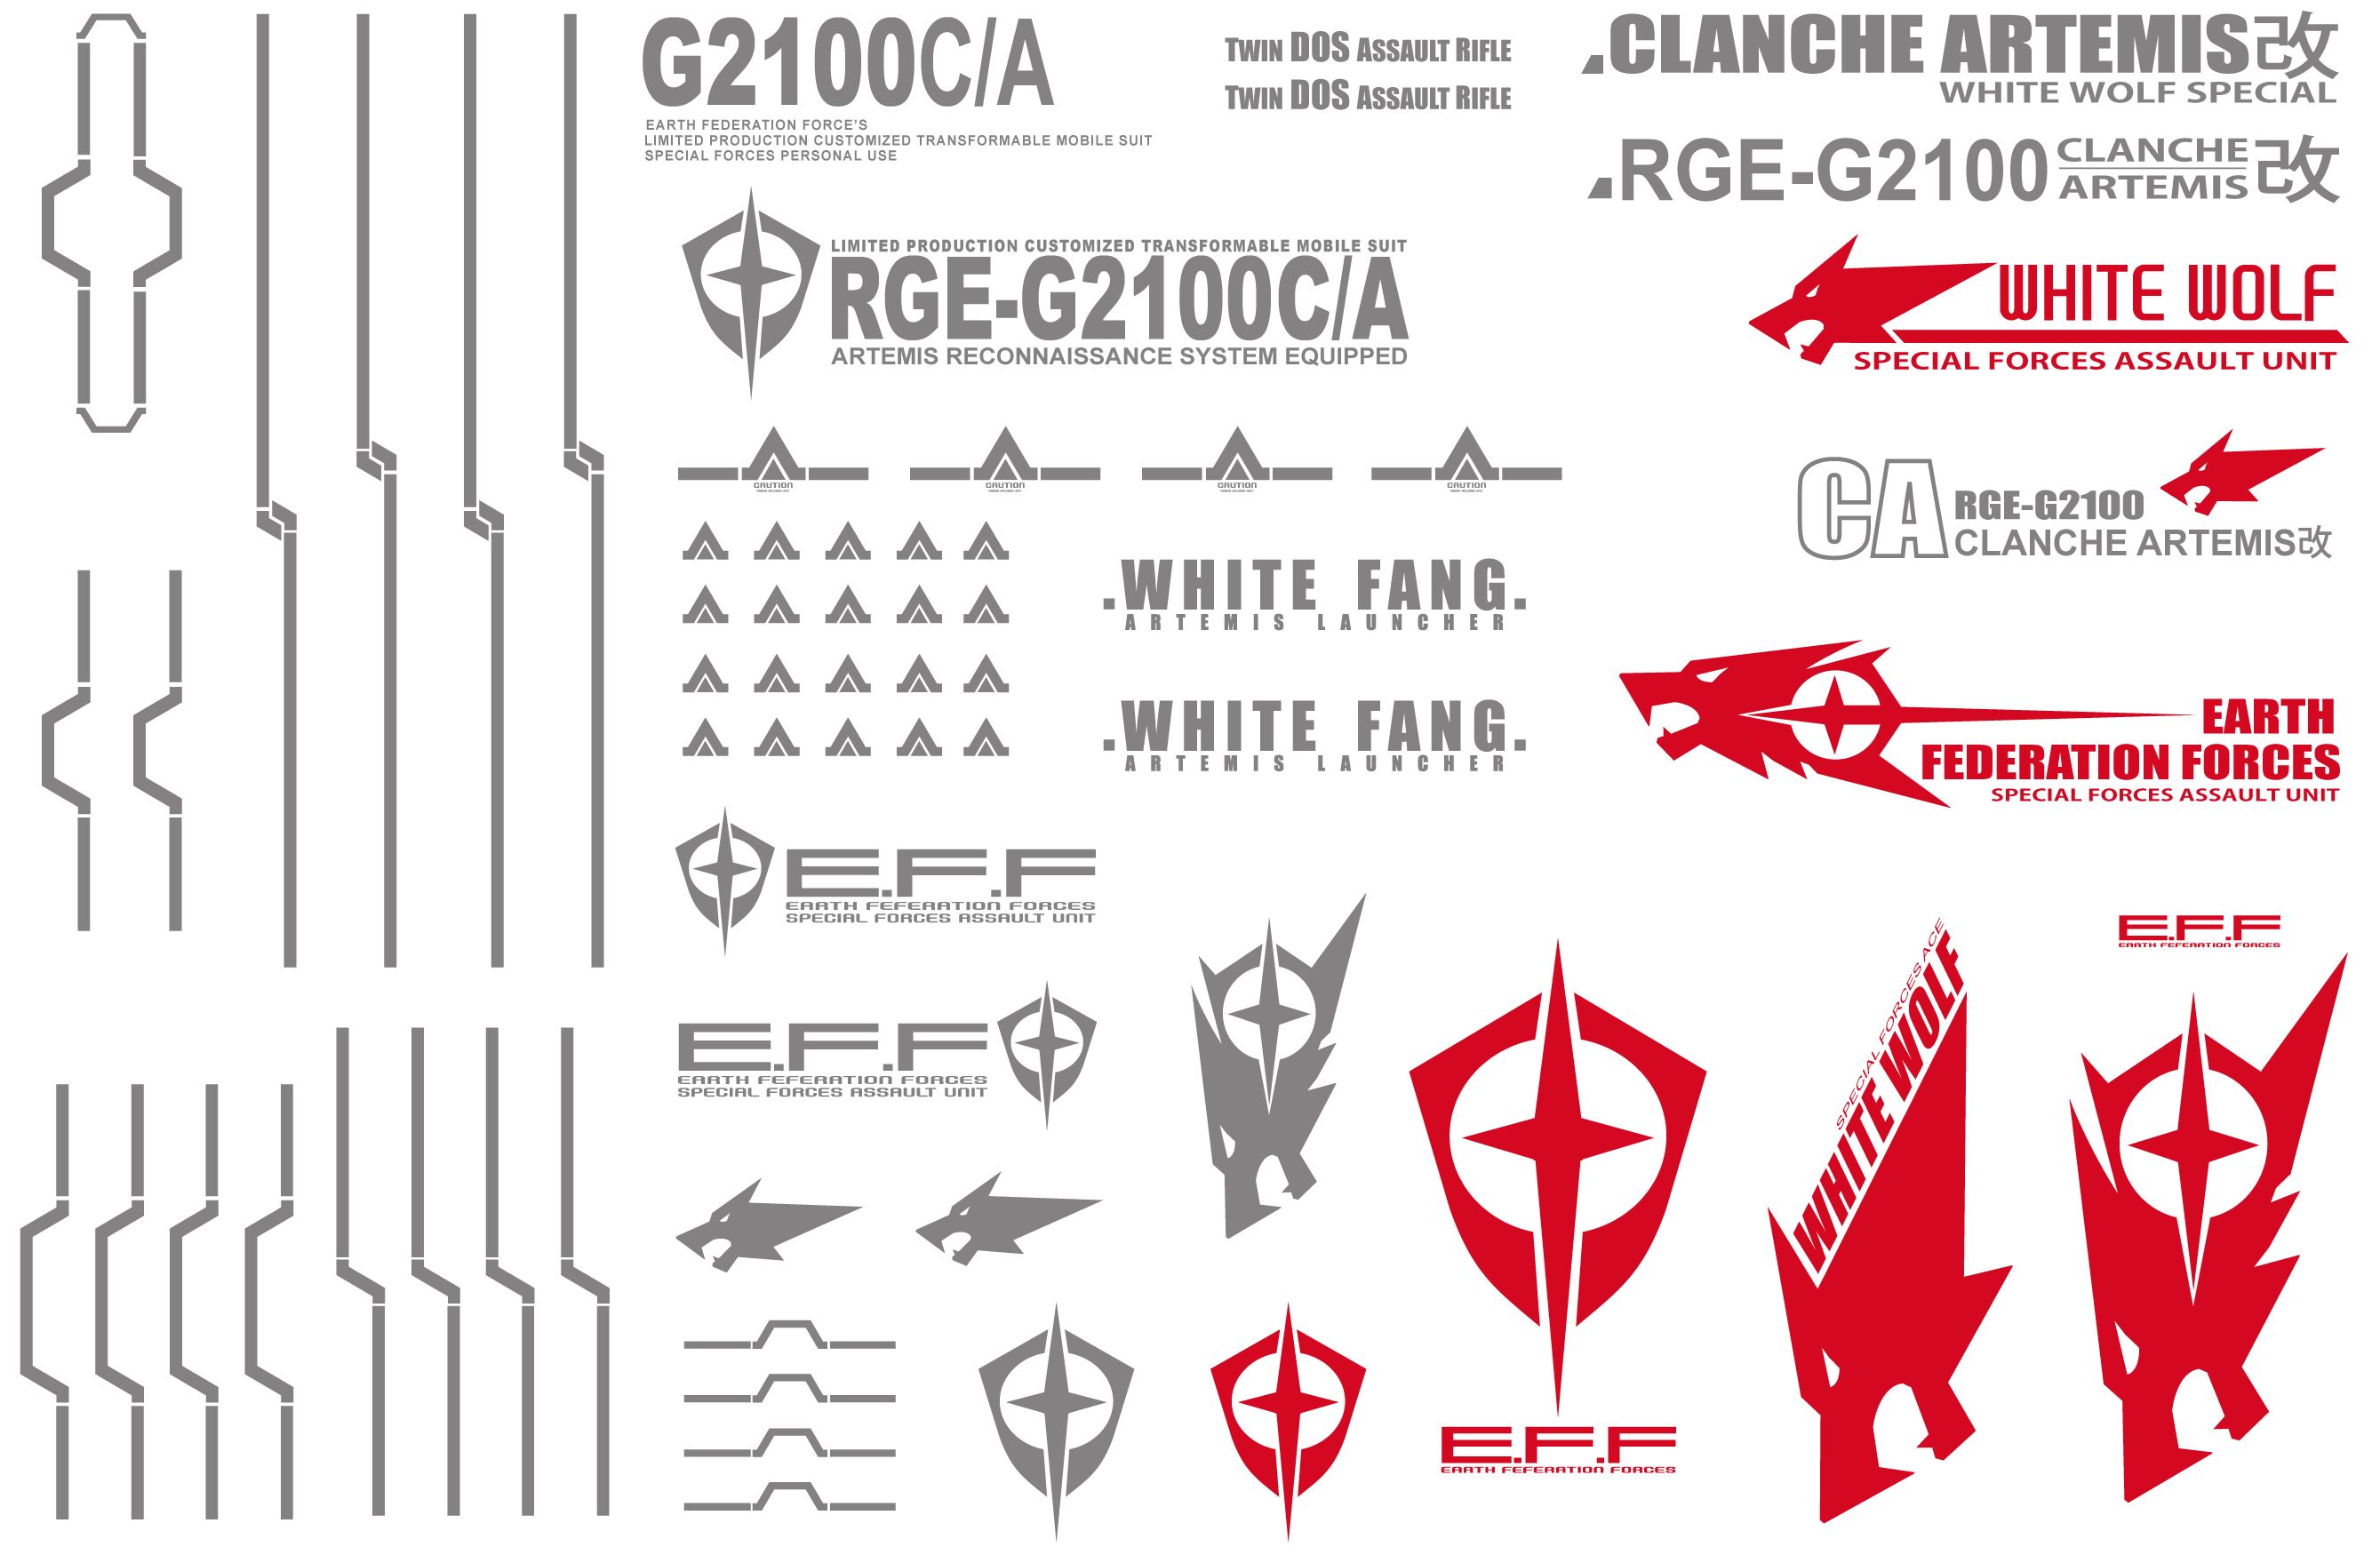 G2100C/A
EARTH FEDERATION FORCE'S
LIMITED PRODUCTION CUSTOMIZED TRANSFORMABLE MOBILE SUIT
SPECIAL FORCES PERSONAL USE
TWIN DOS ASSAULT RIFLE
TWIN DOS ASSAULT RIFLE
.CLANCHE ARTEMIS改
WHITE WOLF SPECIAL
.RGE-G2100 CLANCHE ARTEMIS改
LIMITED PRODUCTION CUSTOMIZED TRANSFORMABLE MOBILE SUIT
RGE-G2100C/A
ARTEMIS RECONNAISSANCE SYSTEM EQUIPPED
WHITE WOLF
SPECIAL FORCES ASSAULT UNIT
CAUTION
CAUTION
CAUTION
CAUTION
CA RGE-G2100
CLANCHE ARTEMIS改
.WHITE FANG.
ARTEMIS LAUNCHER
.WHITE FANG.
ARTEMIS LAUNCHER
EARTH
FEDERATION FORCES
SPECIAL FORCES ASSAULT UNIT
E.F.F
EARTH FEFERATION FORCES
SPECIAL FORCES ASSAULT UNIT
E.F.F
EARTH FEFERATION FORCES
SPECIAL FORCES ASSAULT UNIT
SPECIAL FORCES ACE
WHITE WOLF
E.F.F
EARTH FEFERATION FORCES
E.F.F
EARTH FEFERATION FORCES